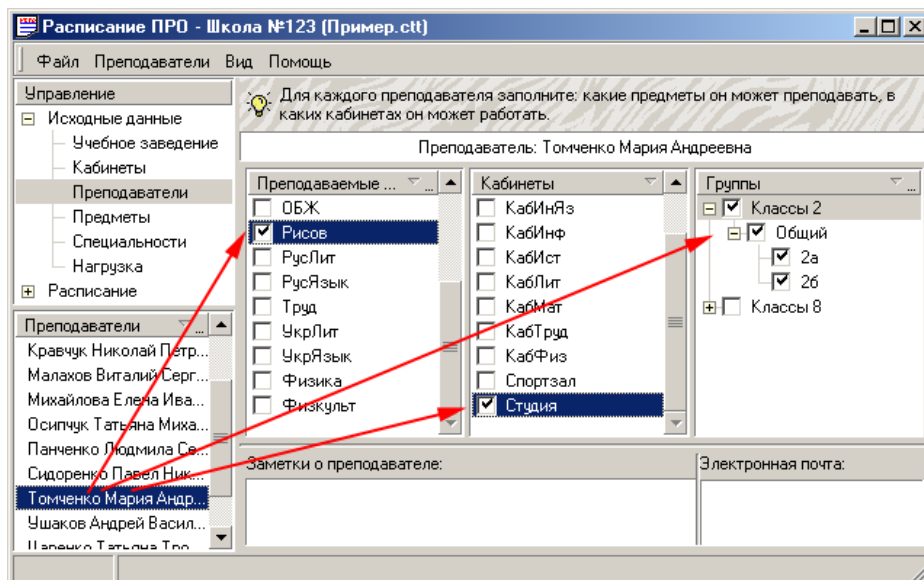 Расписание ПРО - Школа №123 (Пример.ctt)
Файл Преподаватели Вид Помощь
Управление
Исходные данные
Учебное заведение
Кабинеты
Преподаватели
Предметы
Специальности
Нагрузка
Расписание
Преподаватели ...
Кравчук Николай Петр...
Малахов Виталий Серг...
Михайлова Елена Ива...
Осипчук Татьяна Миха...
Панченко Людмила Се...
Сидоренко Павел Ник...
Томченко Мария Андр...
Ушаков Андрей Васил...
Царенко Татьяна Тро...
Для каждого преподавателя заполните: какие предметы он может преподавать, в
каких кабинетах он может работать.
Преподаватель: Томченко Мария Андреевна
Преподаваемые ... ...
ОБЖ
Рисов
РусЛит
РусЯзык
Труд
УкрЛит
УкрЯзык
Физика
Физкульт
Кабинеты
КабИнЯз
КабИнф
КабИст
КабЛит
КабМат
КабТруд
КабФиз
Спортзал
Студия
Группы ...
Классы 2
Общий
2а
2б
Классы 8
Заметки о преподавателе:
Электронная почта: